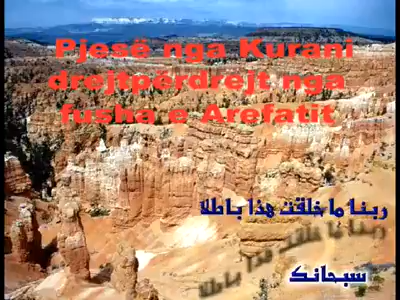 Pjesë nga Kurani
drejtpërdrejt nga
fusha e Arefatit
ربنا ما خلقت هذا باطلا
سبحانك